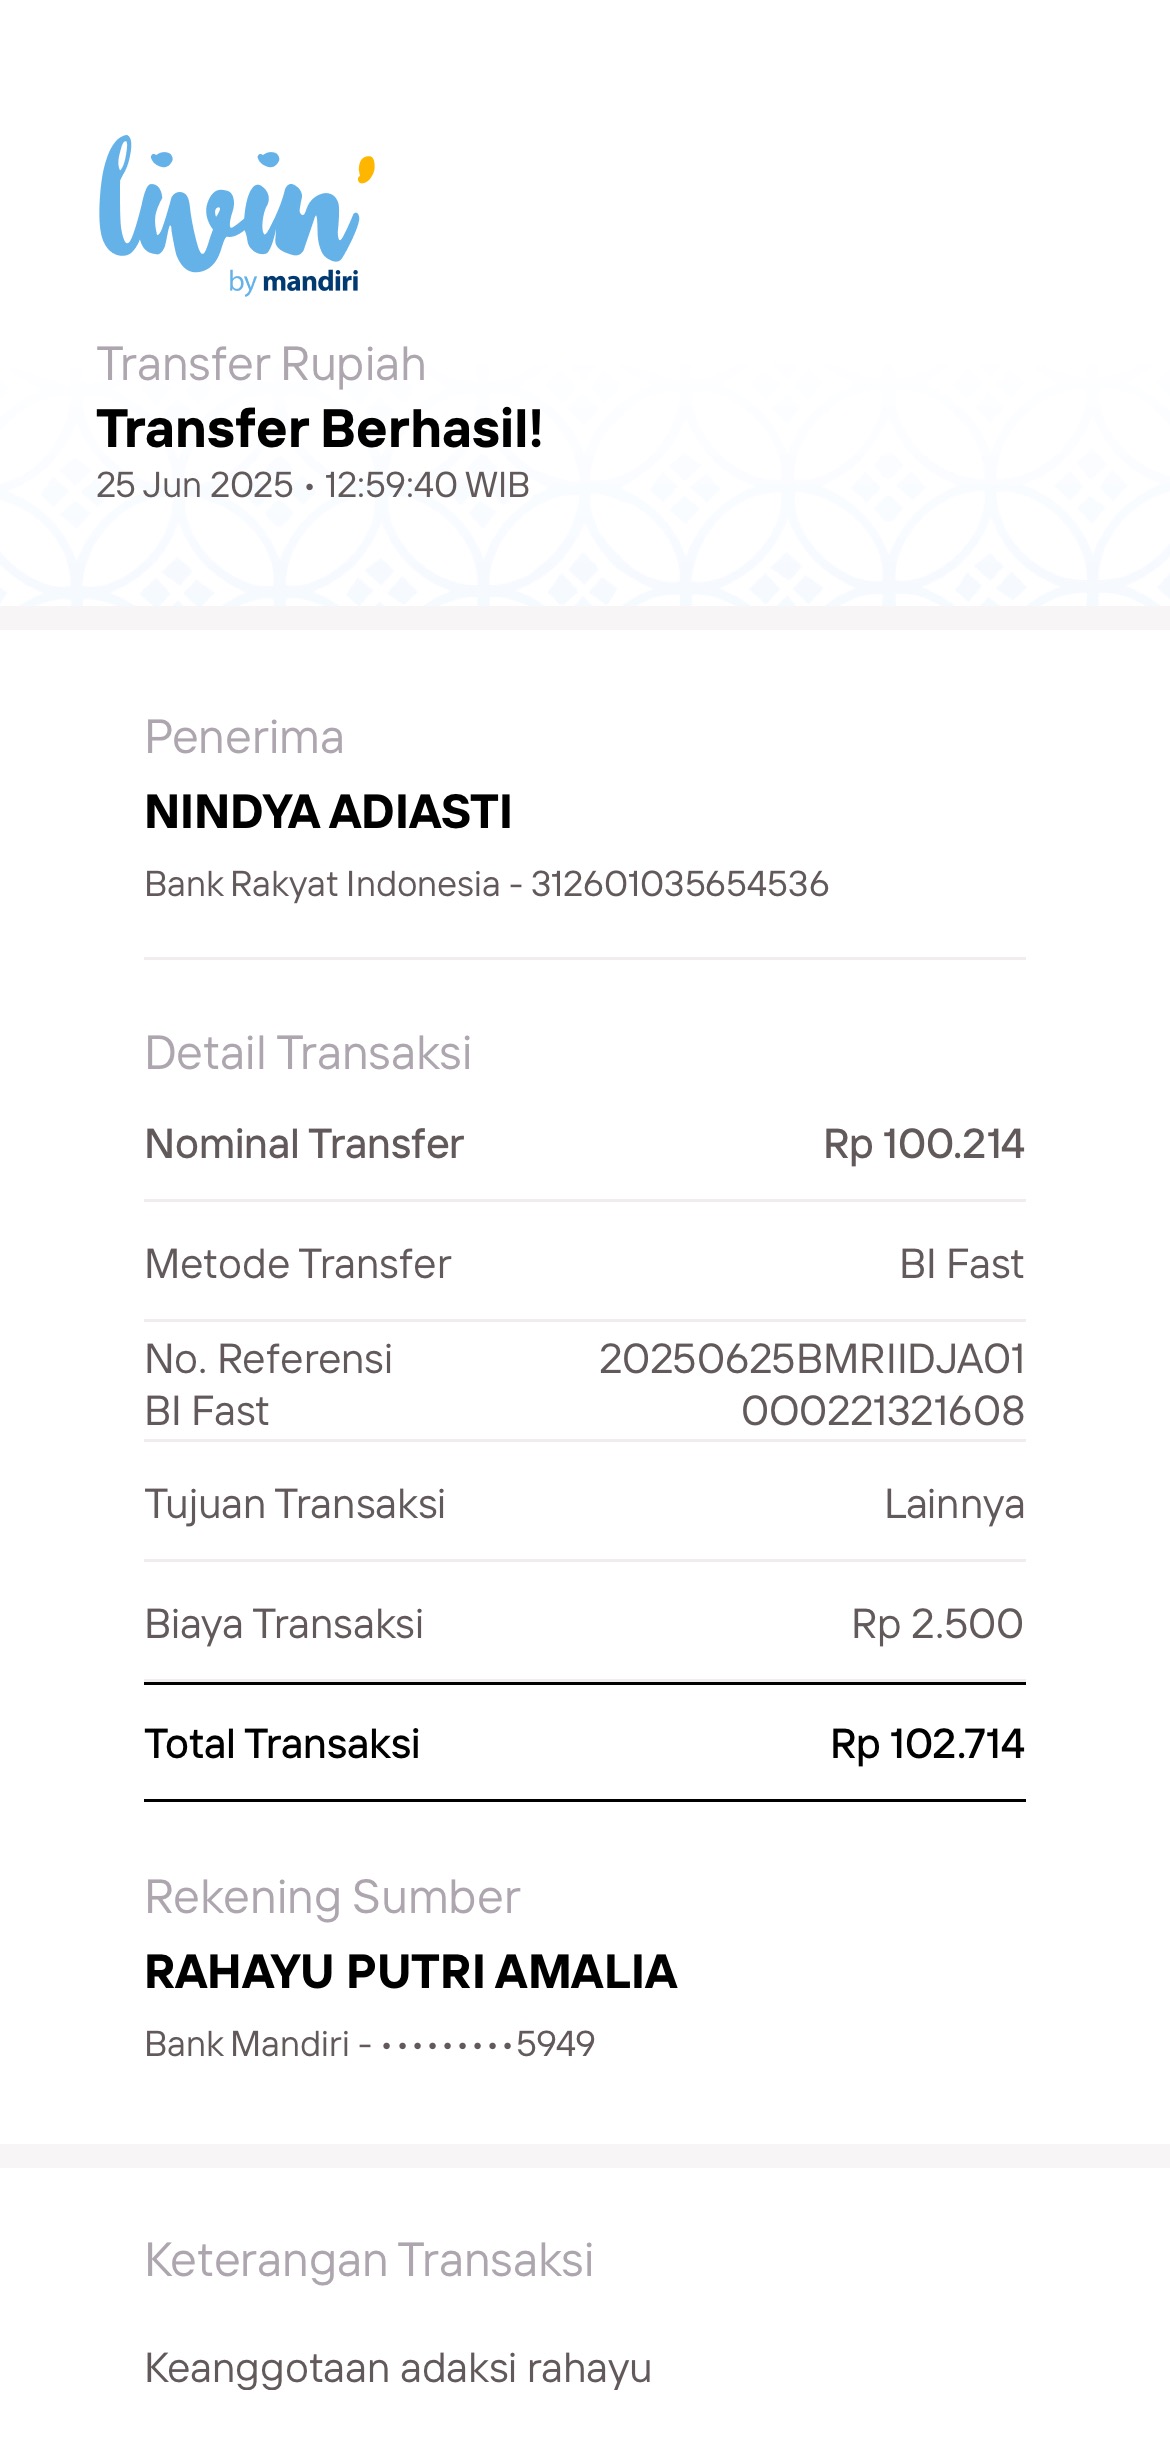 livin'
by mandiri
Transfer Rupiah
Transfer Berhasil!
25 Jun 2025 • 12:59:40 WIB
Penerima
NINDYA ADIASTI
Bank Rakyat Indonesia - 312601035654536
Detail Transaksi
Nominal Transfer Rp 100.214
Metode Transfer BI Fast
No. Referensi 20250625BMRIIDJA01
BI Fast 000221321608
Tujuan Transaksi Lainnya
Biaya Transaksi Rp 2.500
Total Transaksi Rp 102.714
Rekening Sumber
RAHAYU PUTRI AMALIA
Bank Mandiri - •••••••••5949
Keterangan Transaksi
Keanggotaan adaksi rahayu